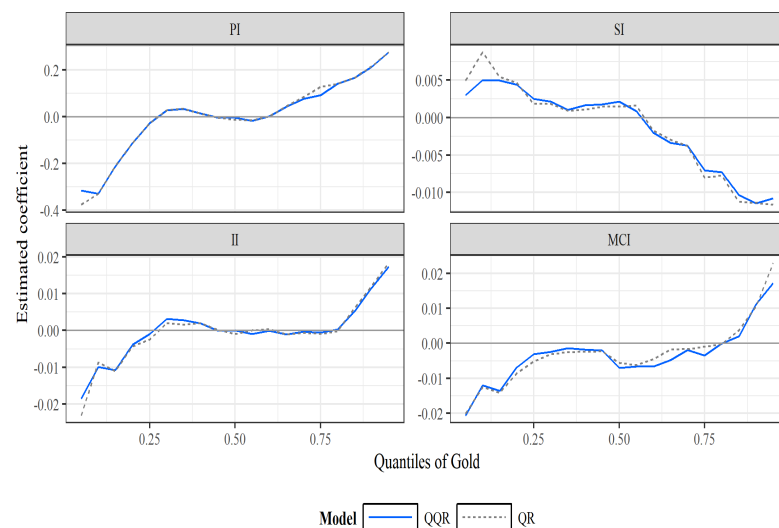 PI
SI
0.2
0.0
-0.2
-0.4
0.005
0.000
-0.005
-0.010
Estimated coefficient
II
MCI
0.02
0.01
0.00
-0.01
-0.02
0.02
0.01
0.00
-0.01
-0.02
0.25 0.50 0.75
0.25 0.50 0.75
Quantiles of Gold
Model QQR QR